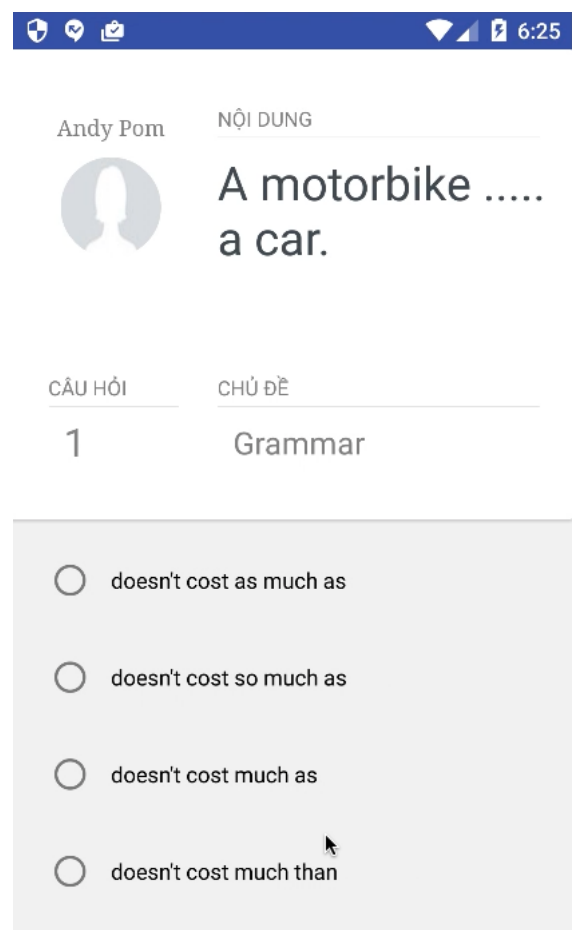 6:25
Andy Pom
NỘI DUNG
A motorbike .....
a car.
CÂU HỎI
CHỦ ĐỀ
1
Grammar
doesn't cost as much as
doesn't cost so much as
doesn't cost much as
doesn't cost much than